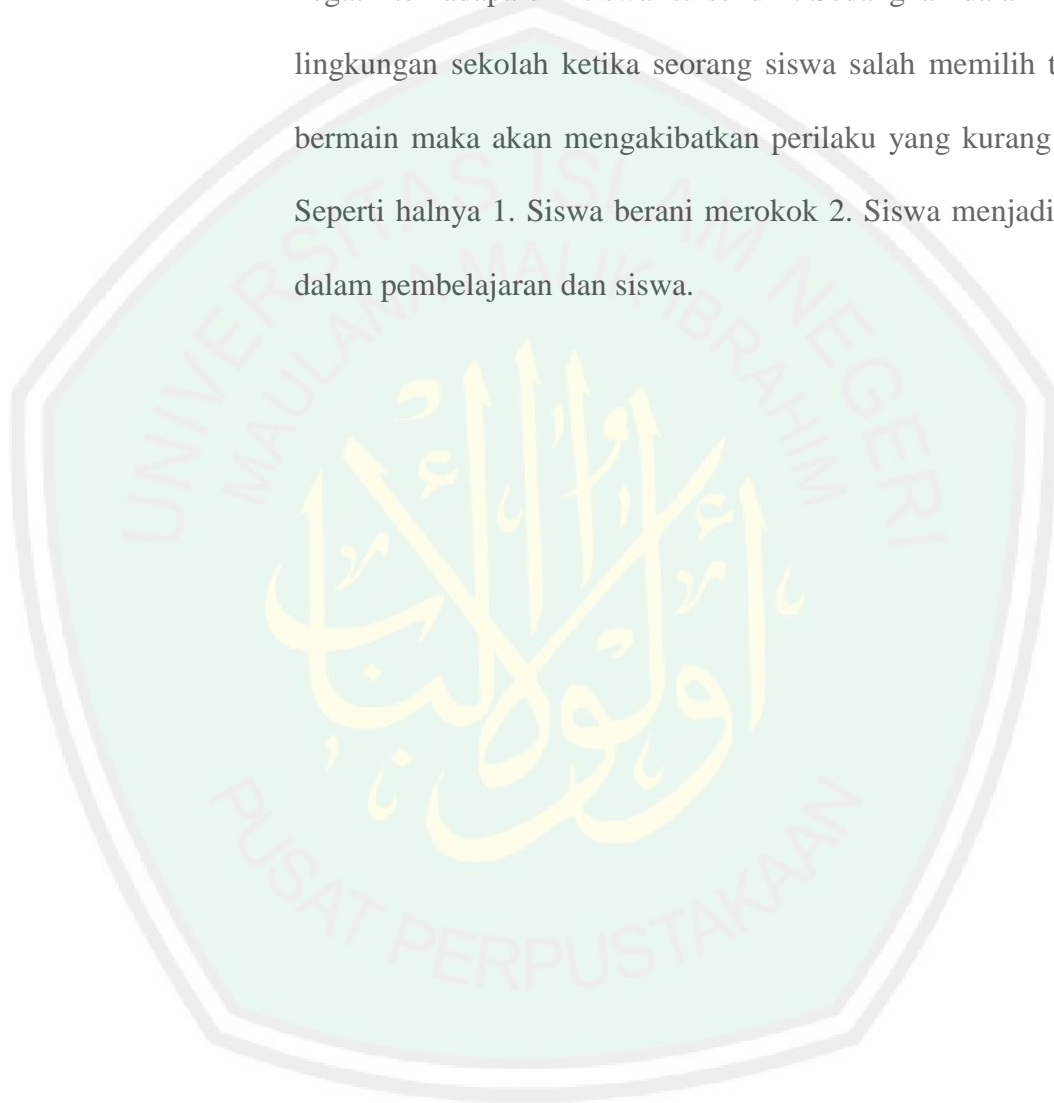 lingkungan sekolah ketika seorang siswa salah memilih
bermain maka akan mengakibatkan perilaku yang kurang
Seperti halnya 1. Siswa berani merokok 2. Siswa menjadi
dalam pembelajaran dan siswa.
UNIVERSITAS ISLAM NEGERI
MAULANA MALIK IBRAHIM
أولوا الألباب
PUSAT PERPUSTAKAAN